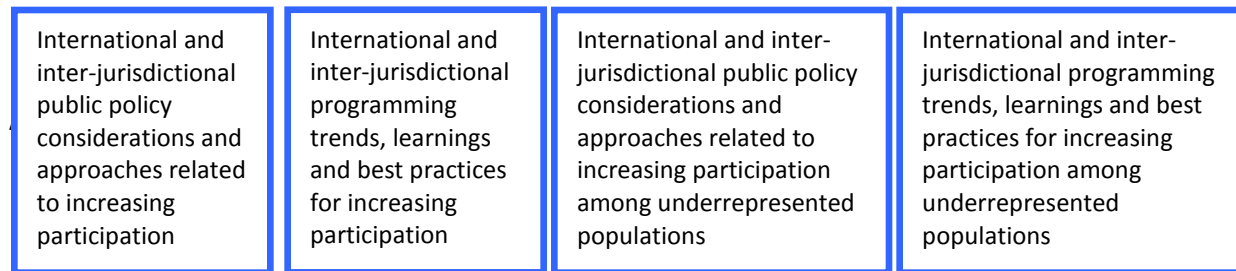 International and
inter-jurisdictional
public policy
considerations and
approaches related
to increasing
participation
International and
inter-jurisdictional
programming
trends, learnings
and best practices
for increasing
participation
International and inter-
jurisdictional public policy
considerations and
approaches related to
increasing participation
among underrepresented
populations
International and inter-
jurisdictional programming
trends, learnings and best
practices for increasing
participation among
underrepresented
populations